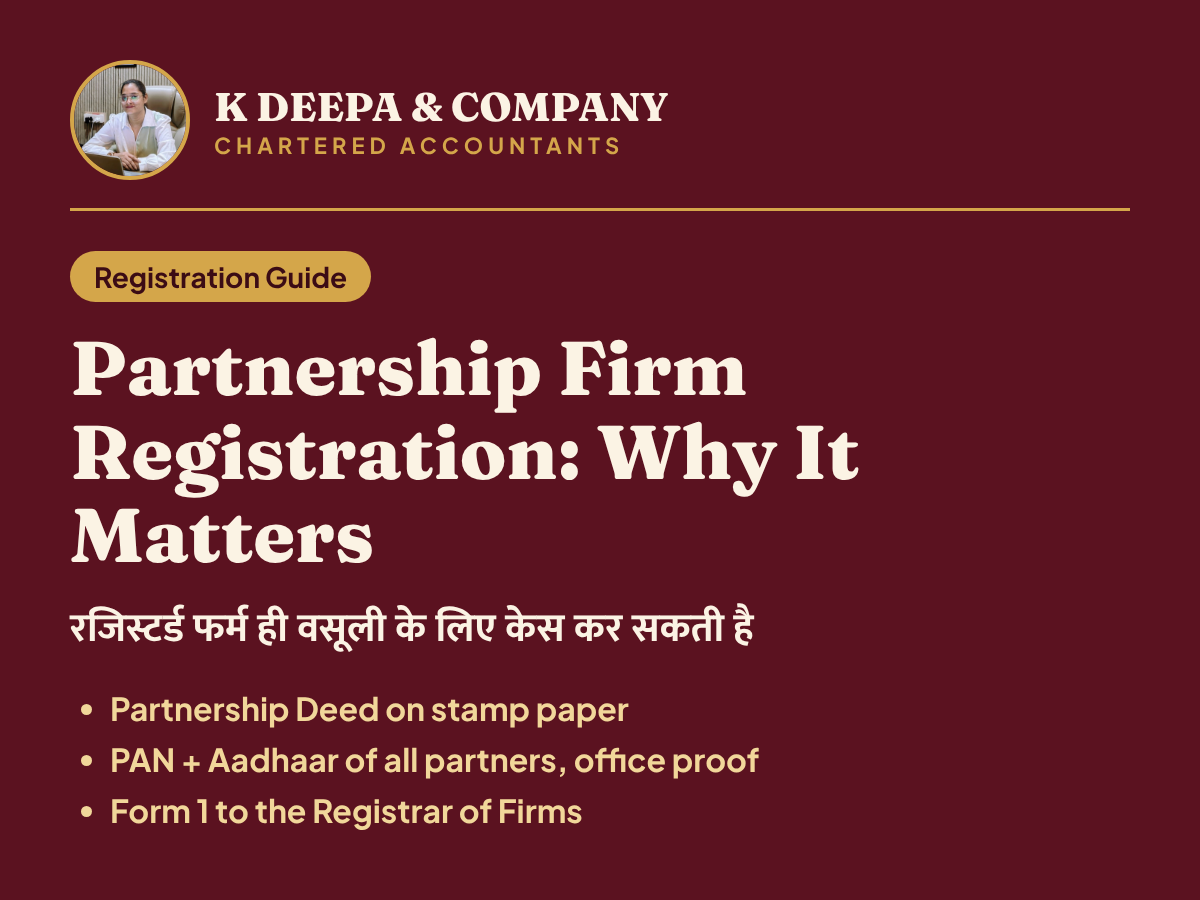 K DEEPA & COMPANY
CHARTERED ACCOUNTANTS
Registration Guide
Partnership Firm
Registration: Why It
Matters
रजिस्टर्ड फर्म ही वसूली के लिए केस कर सकती है
• Partnership Deed on stamp paper
• PAN + Aadhaar of all partners, office proof
• Form 1 to the Registrar of Firms